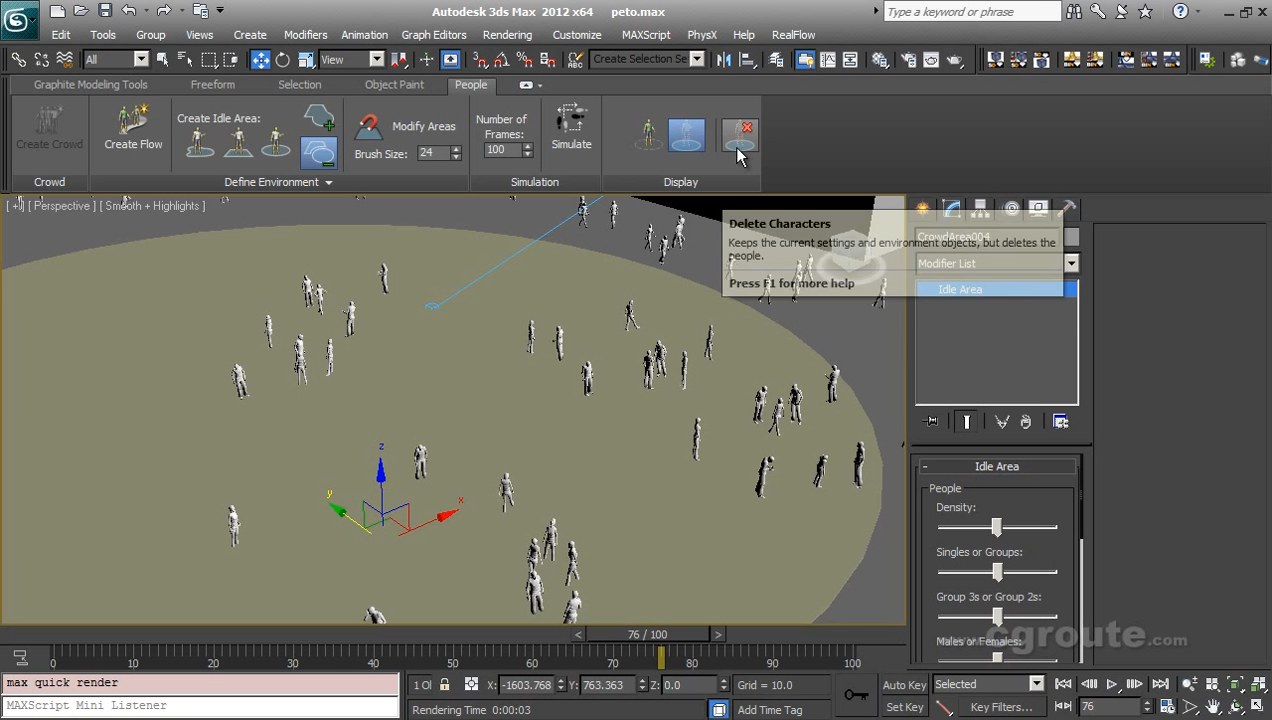 Autodesk 3ds Max  2012 x64    peto.max
Type a keyword or phrase
Edit Tools Group Views Create Modifiers Animation Graph Editors Rendering Customize MAXScript PhysX Help RealFlow
All View Create Selection Se
Graphite Modeling Tools Freeform Selection Object Paint People
Create Idle Area:
Modify Areas
Number of
Frames:
Create Crowd Create Flow Brush Size: 24 100 Simulate
Crowd Define Environment Simulation Display
[ + ] [ Perspective ] [ Smooth + Highlights ]
Delete Characters
Keeps the current settings and environment objects, but deletes the
people.
Press F1 for more help
CrowdArea004
Modifier List
Idle Area
z
y
x
- Idle Area
People
Density:
Singles or Groups:
Group 3s or Group 2s:
Males or Females:
cgroute.com
< 76 / 100 >
0 10 20 30 40 50 60 70 80 90 100
max quick render
MAXScript Mini Listener
X: -1603.768 Y: 763.363 Z: 0.0 Grid = 10.0
Rendering Time  0:00:03
Add Time Tag
Auto Key Selected
Set Key Key Filters...
76